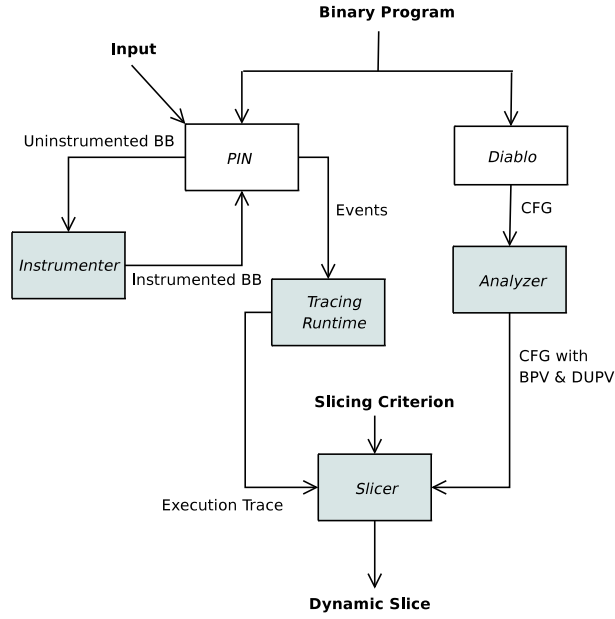 Binary Program
Input
Uninstrumented BB
PIN
Diablo
CFG
Events
Instrumenter
Instrumented BB
Analyzer
Tracing
Runtime
CFG with
BPV & DUPV
Slicing Criterion
Slicer
Execution Trace
Dynamic Slice